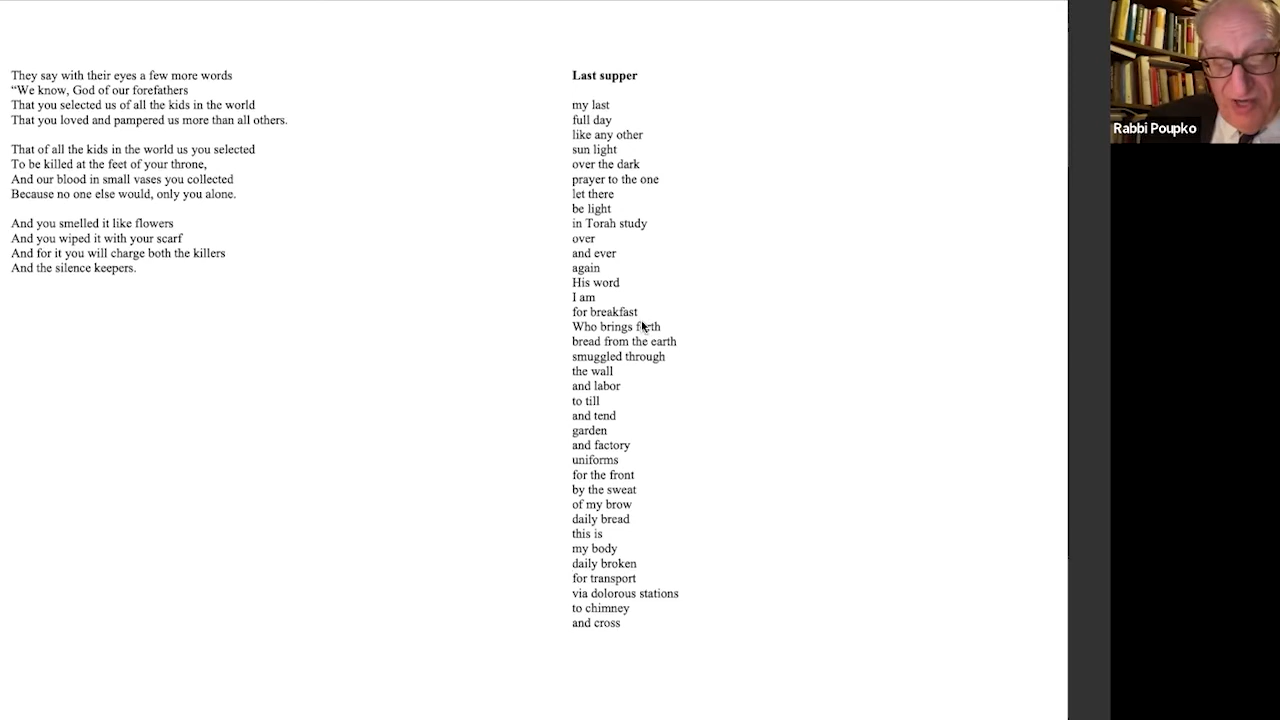 They say with their eyes a few more words
“We know, God of our forefathers
That you selected us of all the kids in the world
That you loved and pampered us more than all others.
That of all the kids in the world us you selected
To be killed at the feet of your throne,
And our blood in small vases you collected
Because no one else would, only you alone.
And you smelled it like flowers
And you wiped it with your scarf
And for it you will charge both the killers
And the silence keepers.
Last supper
my last
full day
like any other
sun light
over the dark
prayer to the one
let there
be light
in Torah study
over
and ever
again
His word
I am
for breakfast
Who brings forth
bread from the earth
smuggled through
the wall
and labor
to till
and tend
garden
and factory
uniforms
for the front
by the sweat
of my brow
daily bread
this is
my body
daily broken
for transport
via dolorous stations
to chimney
and cross
Rabbi Poupko